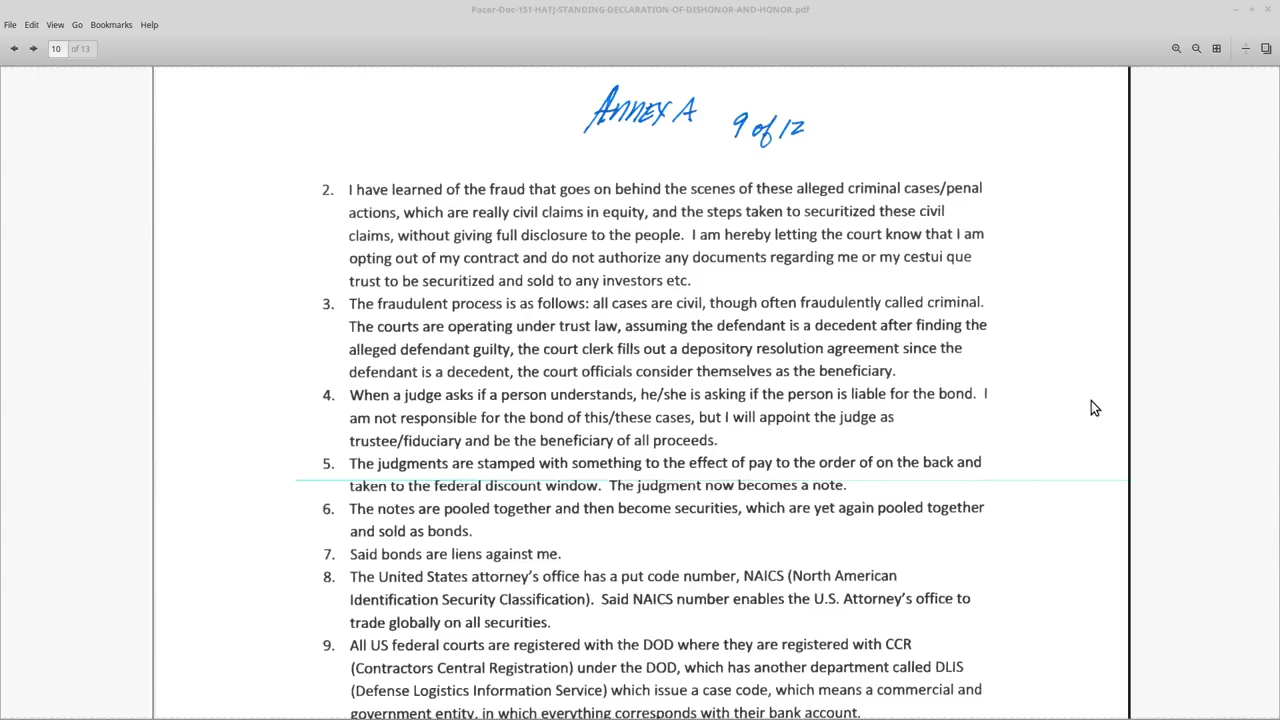 Pacer-Doc-151-HATJ-STANDING-DECLARATION-OF-DISHONOR-AND-HONOR.pdf
File Edit View Go Bookmarks Help
10 of 13
Annex A 9 of 12
2. I have learned of the fraud that goes on behind the scenes of these alleged criminal cases/penal
actions, which are really civil claims in equity, and the steps taken to securitized these civil
claims, without giving full disclosure to the people. I am hereby letting the court know that I am
opting out of my contract and do not authorize any documents regarding me or my cestui que
trust to be securitized and sold to any investors etc.
3. The fraudulent process is as follows: all cases are civil, though often fraudulently called criminal.
The courts are operating under trust law, assuming the defendant is a decedent after finding the
alleged defendant guilty, the court clerk fills out a depository resolution agreement since the
defendant is a decedent, the court officials consider themselves as the beneficiary.
4. When a judge asks if a person understands, he/she is asking if the person is liable for the bond. I
am not responsible for the bond of this/these cases, but I will appoint the judge as
trustee/fiduciary and be the beneficiary of all proceeds.
5. The judgments are stamped with something to the effect of pay to the order of on the back and
taken to the federal discount window. The judgment now becomes a note.
6. The notes are pooled together and then become securities, which are yet again pooled together
and sold as bonds.
7. Said bonds are liens against me.
8. The United States attorney's office has a put code number, NAICS (North American
Identification Security Classification). Said NAICS number enables the U.S. Attorney's office to
trade globally on all securities.
9. All US federal courts are registered with the DOD where they are registered with CCR
(Contractors Central Registration) under the DOD, which has another department called DLIS
(Defense Logistics Information Service) which issue a case code, which means a commercial and
government entity, in which everything corresponds with their bank account.